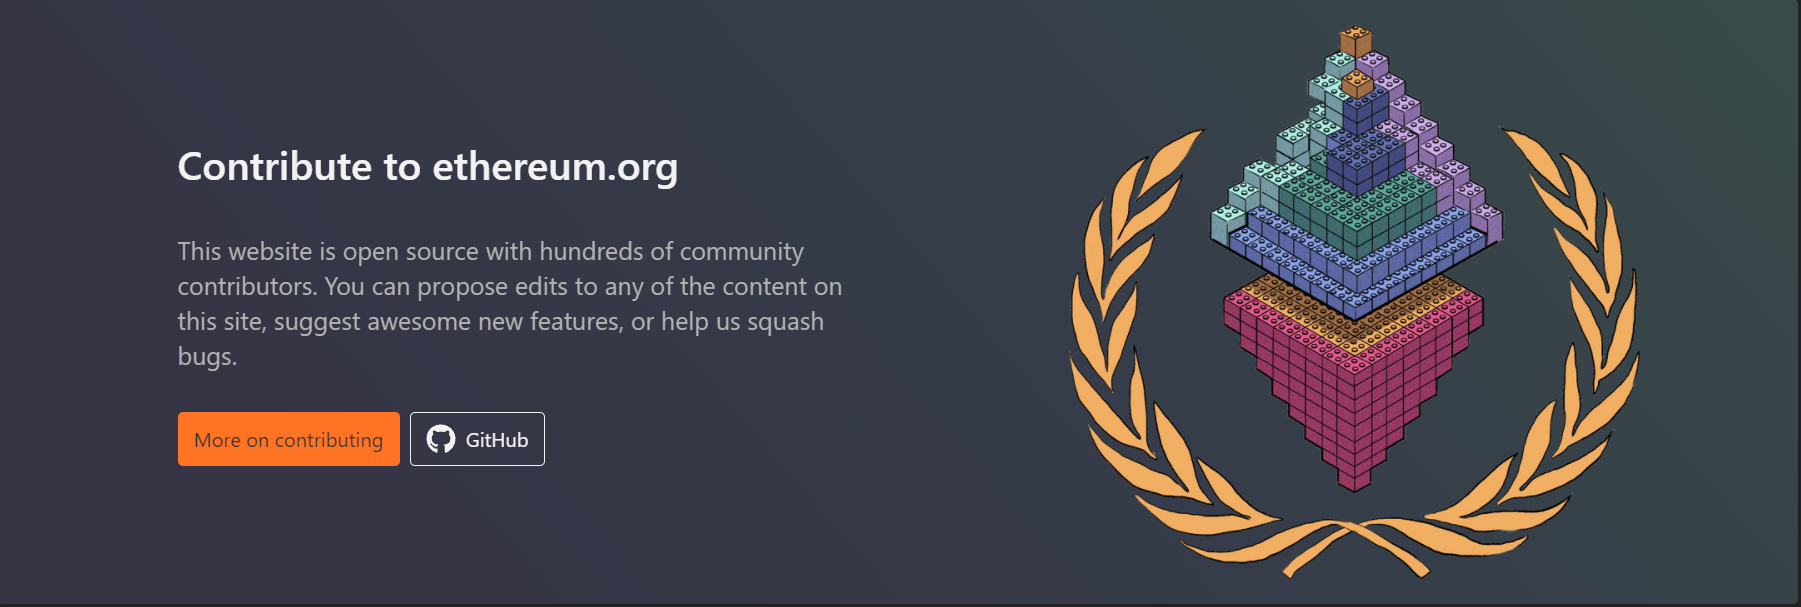 Contribute to ethereum.org
This website is open source with hundreds of community
contributors. You can propose edits to any of the content on
this site, suggest awesome new features, or help us squash
bugs.
More on contributing
GitHub